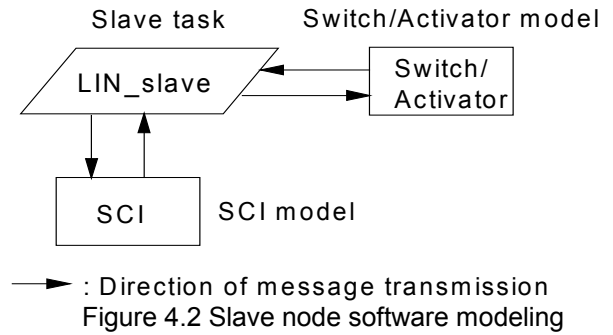 Slave task
Switch/Activator model
LIN_slave
Switch/
Activator
SCI
SCI model
: Direction of message transmission
Figure 4.2 Slave node software modeling